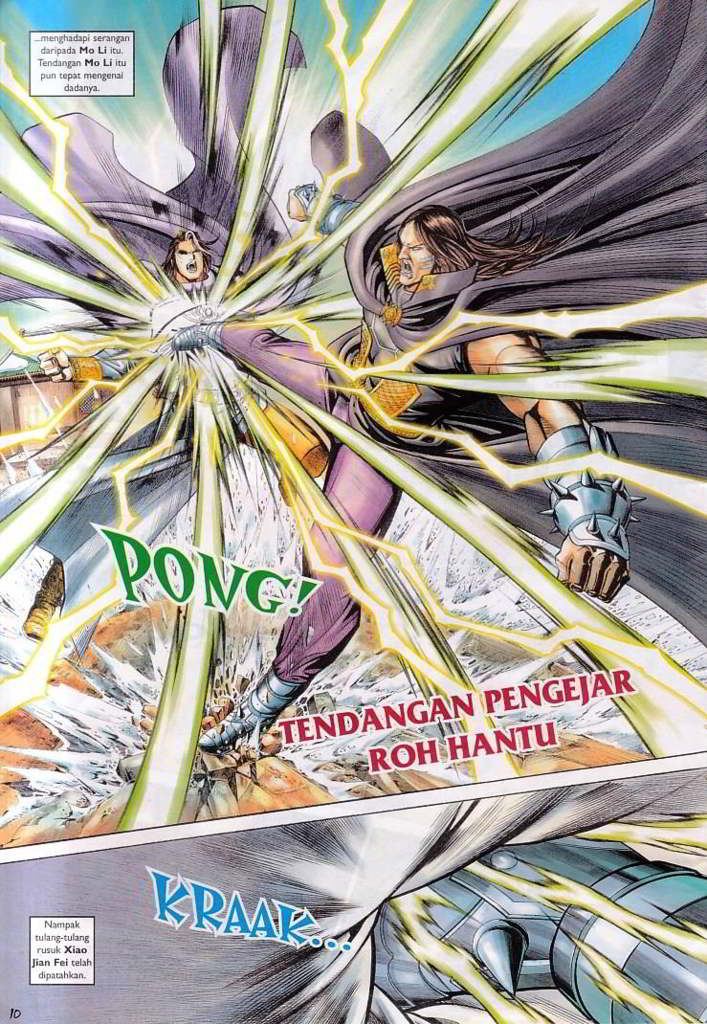 ...menghadapi serangan
daripada Mo Li itu.
Tendangan Mo Li itu
pun tepat mengenai
dadanya.
PONG!
TENDANGAN PENGEJAR
ROH HANTU
KRAAK...
Nampak
tulang-tulang
rusuk Xiao
Jian Fei telah
dipatahkan.
10